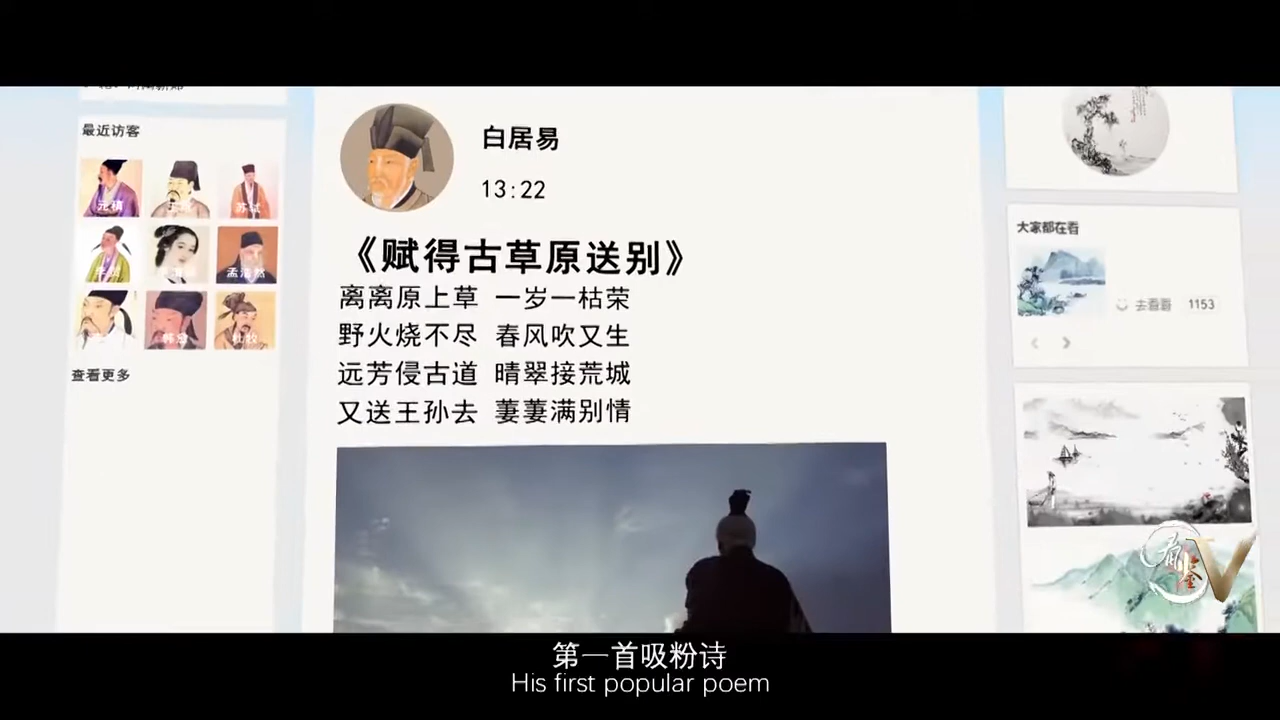 最近访客
元稹
苏轼
孟浩然
韩愈
杜牧
查看更多
白居易
13:22
《赋得古草原送别》
离离原上草 一岁一枯荣
野火烧不尽 春风吹又生
远芳侵古道 晴翠接荒城
又送王孙去 萋萋满别情
大家都在看
去看看 1153
看鉴
第一首吸粉诗
His first popular poem